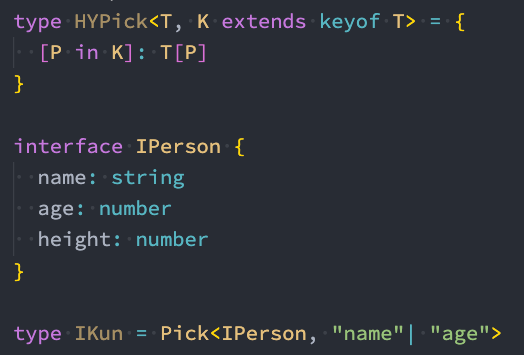 type HYPick<T, K extends keyof T> = {
  [P in K]: T[P]
}
interface IPerson {
  name: string
  age: number
  height: number
}
type IKun = Pick<IPerson, "name"| "age">